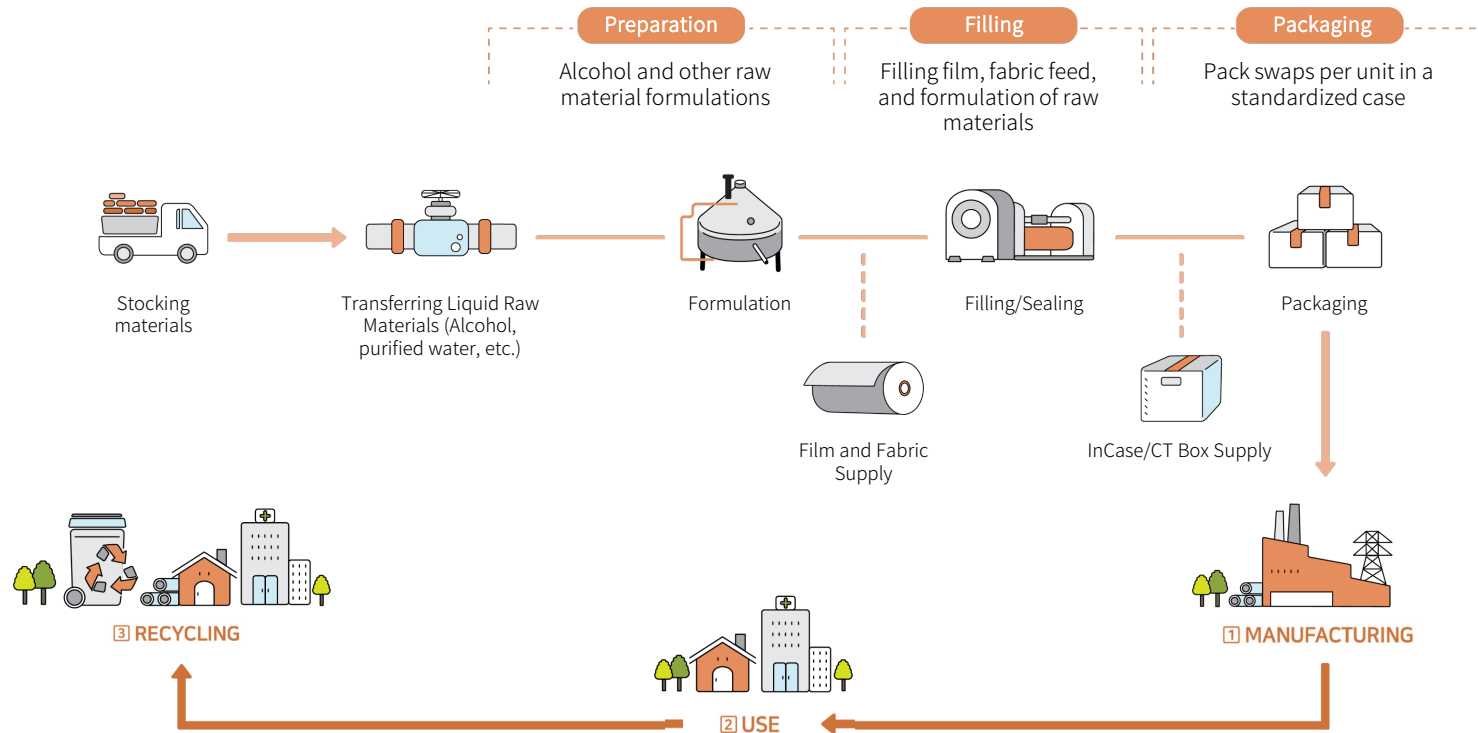 Preparation
Filling
Packaging
Alcohol and other raw
material formulations
Filling film, fabric feed,
and formulation of raw
materials
Pack swaps per unit in a
standardized case
Stocking
materials
Transferring Liquid Raw
Materials (Alcohol,
purified water, etc.)
Formulation
Filling/Sealing
Packaging
Film and Fabric
Supply
InCase/CT Box Supply
3 RECYCLING
1 MANUFACTURING
2 USE